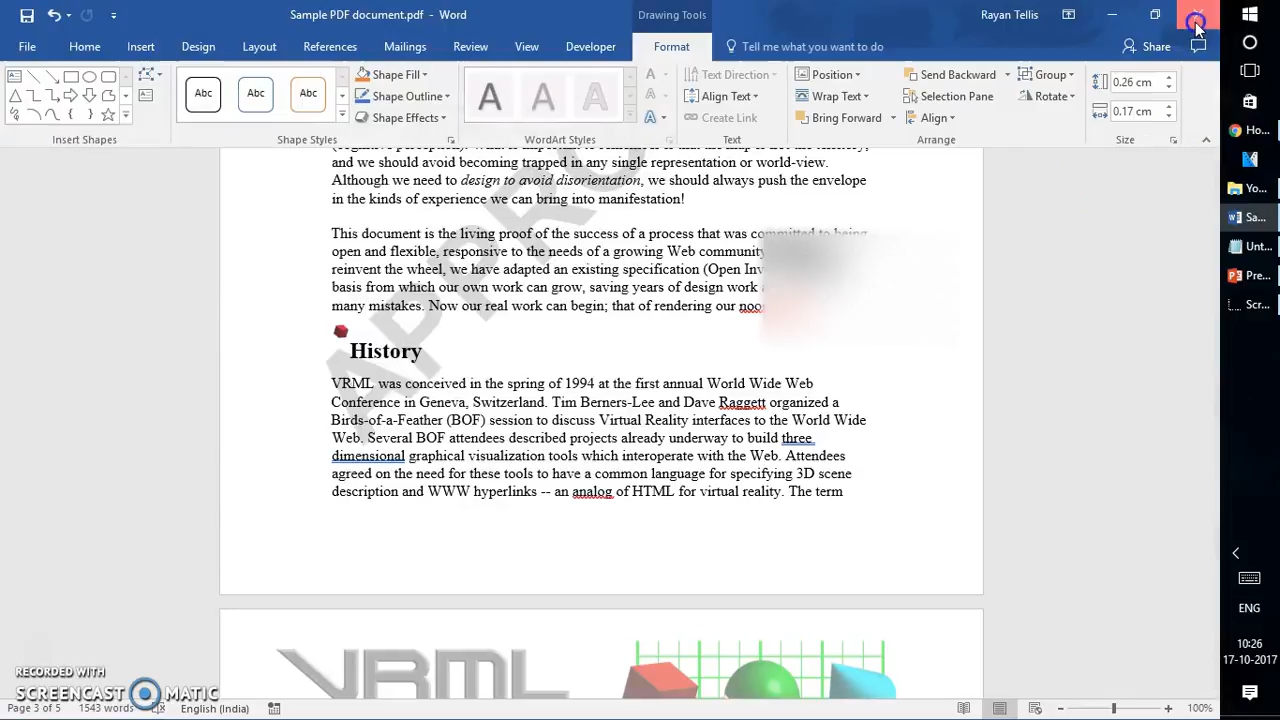 Sample PDF document.pdf - Word
Drawing Tools
Rayan Tellis
File Home Insert Design Layout References Mailings Review View Developer Format Tell me what you want to do Share
Abc Abc Abc
Shape Fill
Shape Outline
Shape Effects
A A A
Text Direction
Align Text
Create Link
Position
Wrap Text
Bring Forward
Send Backward
Selection Pane
Align
Group
Rotate
0.26 cm
0.17 cm
Insert Shapes Shape Styles WordArt Styles Text Arrange Size
and we should avoid becoming trapped in any single representation or world-view.
Although we need to design to avoid disorientation, we should always push the envelope
in the kinds of experience we can bring into manifestation!
This document is the living proof of the success of a process that was committed to being
open and flexible, responsive to the needs of a growing Web community
reinvent the wheel, we have adapted an existing specification (Open Inv
basis from which our own work can grow, saving years of design work
many mistakes. Now our real work can begin; that of rendering our noo
History
VRML was conceived in the spring of 1994 at the first annual World Wide Web
Conference in Geneva, Switzerland. Tim Berners-Lee and Dave Raggett organized a
Birds-of-a-Feather (BOF) session to discuss Virtual Reality interfaces to the World Wide
Web. Several BOF attendees described projects already underway to build three
dimensional graphical visualization tools which interoperate with the Web. Attendees
agreed on the need for these tools to have a common language for specifying 3D scene
description and WWW hyperlinks -- an analog of HTML for virtual reality. The term
VRML
RECORDED WITH
SCREENCAST MATIC
Page 3 of 5 1543 words English (India) 100%
Ho...
Yo...
Sa...
Unt...
Pre...
Scr...
ENG
10:26
17-10-2017